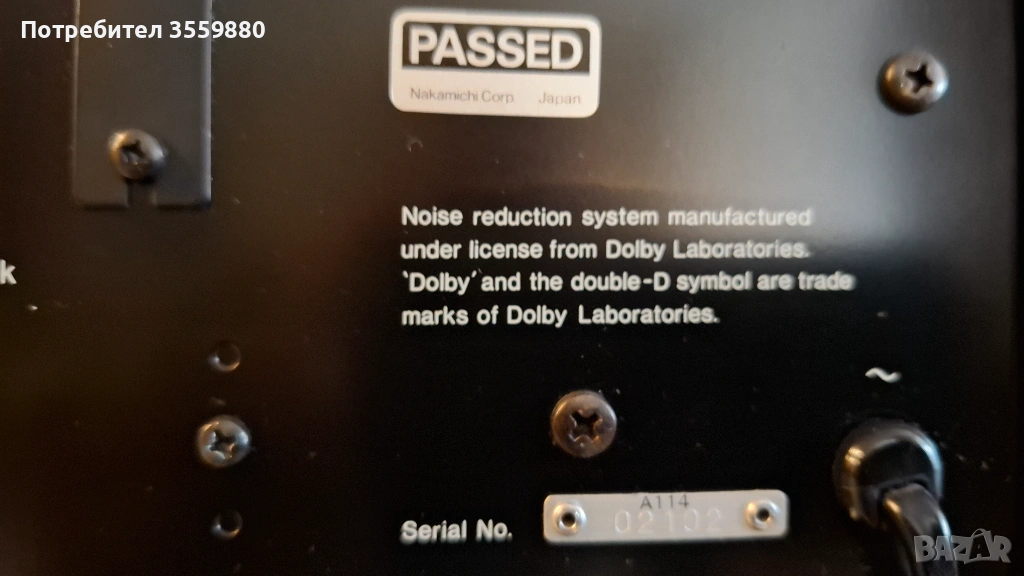 Потребител 3559880
PASSED
Nakamichi Corp. Japan
Noise reduction system manufactured
under license from Dolby Laboratories.
'Dolby' and the double-D symbol are trade
marks of Dolby Laboratories.
k
~
A114
Serial No. 02102
BAZAR